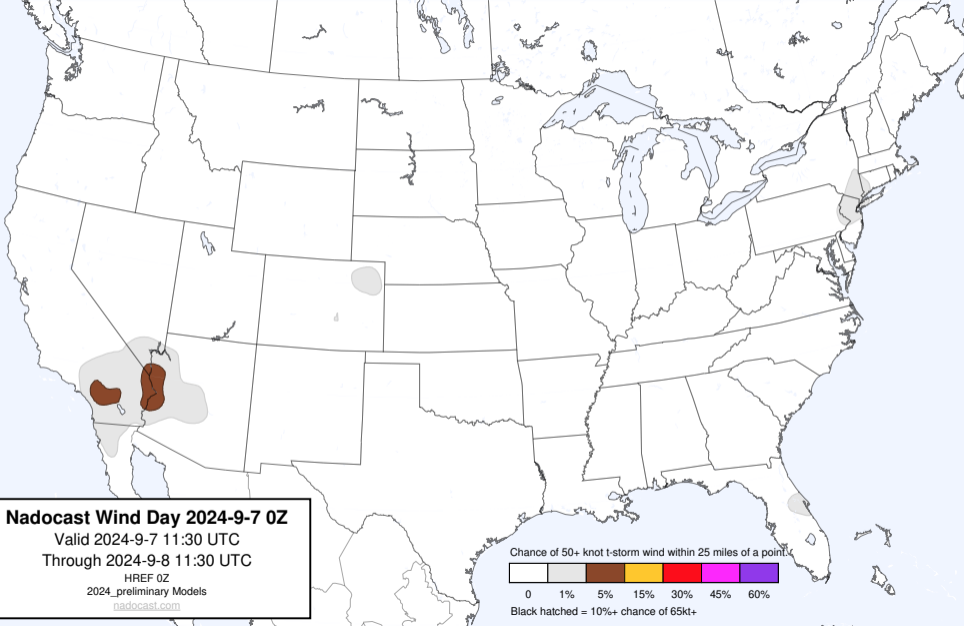 Nadocast Wind Day 2024-9-7 0Z
Valid 2024-9-7 11:30 UTC
Through 2024-9-8 11:30 UTC
HREF 0Z
2024_preliminary Models
nadocast.com
Chance of 50+ knot t-storm wind within 25 miles of a point.
0 1% 5% 15% 30% 45% 60%
Black hatched = 10%+ chance of 65kt+